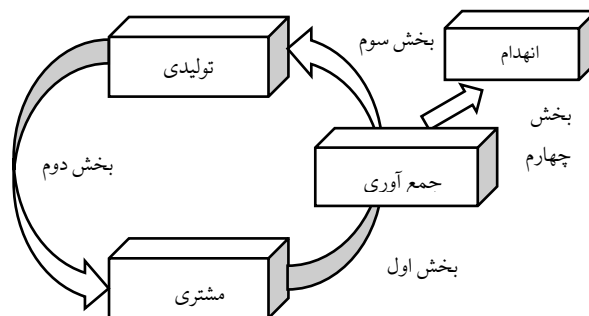 بخش سوم
انهدام
تولیدی
بخش
چهارم
بخش دوم
جمع آوری
بخش اول
مشتری